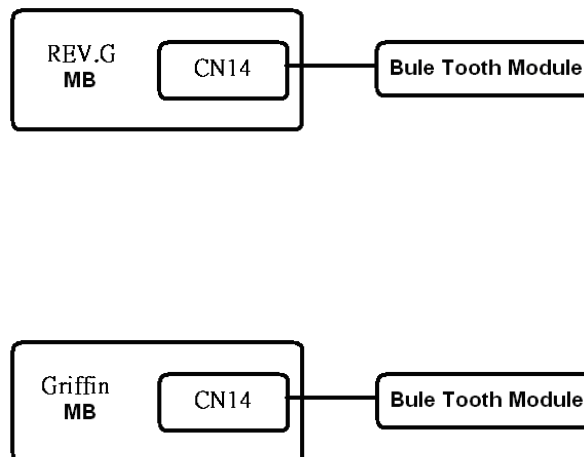 REV.G
MB
CN14
Bule Tooth Module
Griffin
MB
CN14
Bule Tooth Module